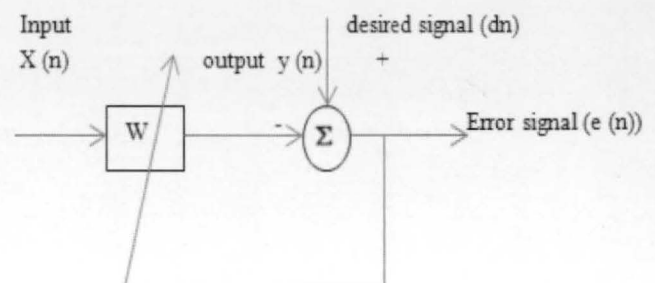 Input
X (n)
output y (n)
desired signal (dn)
+
W
-
Σ
Error signal (e (n))